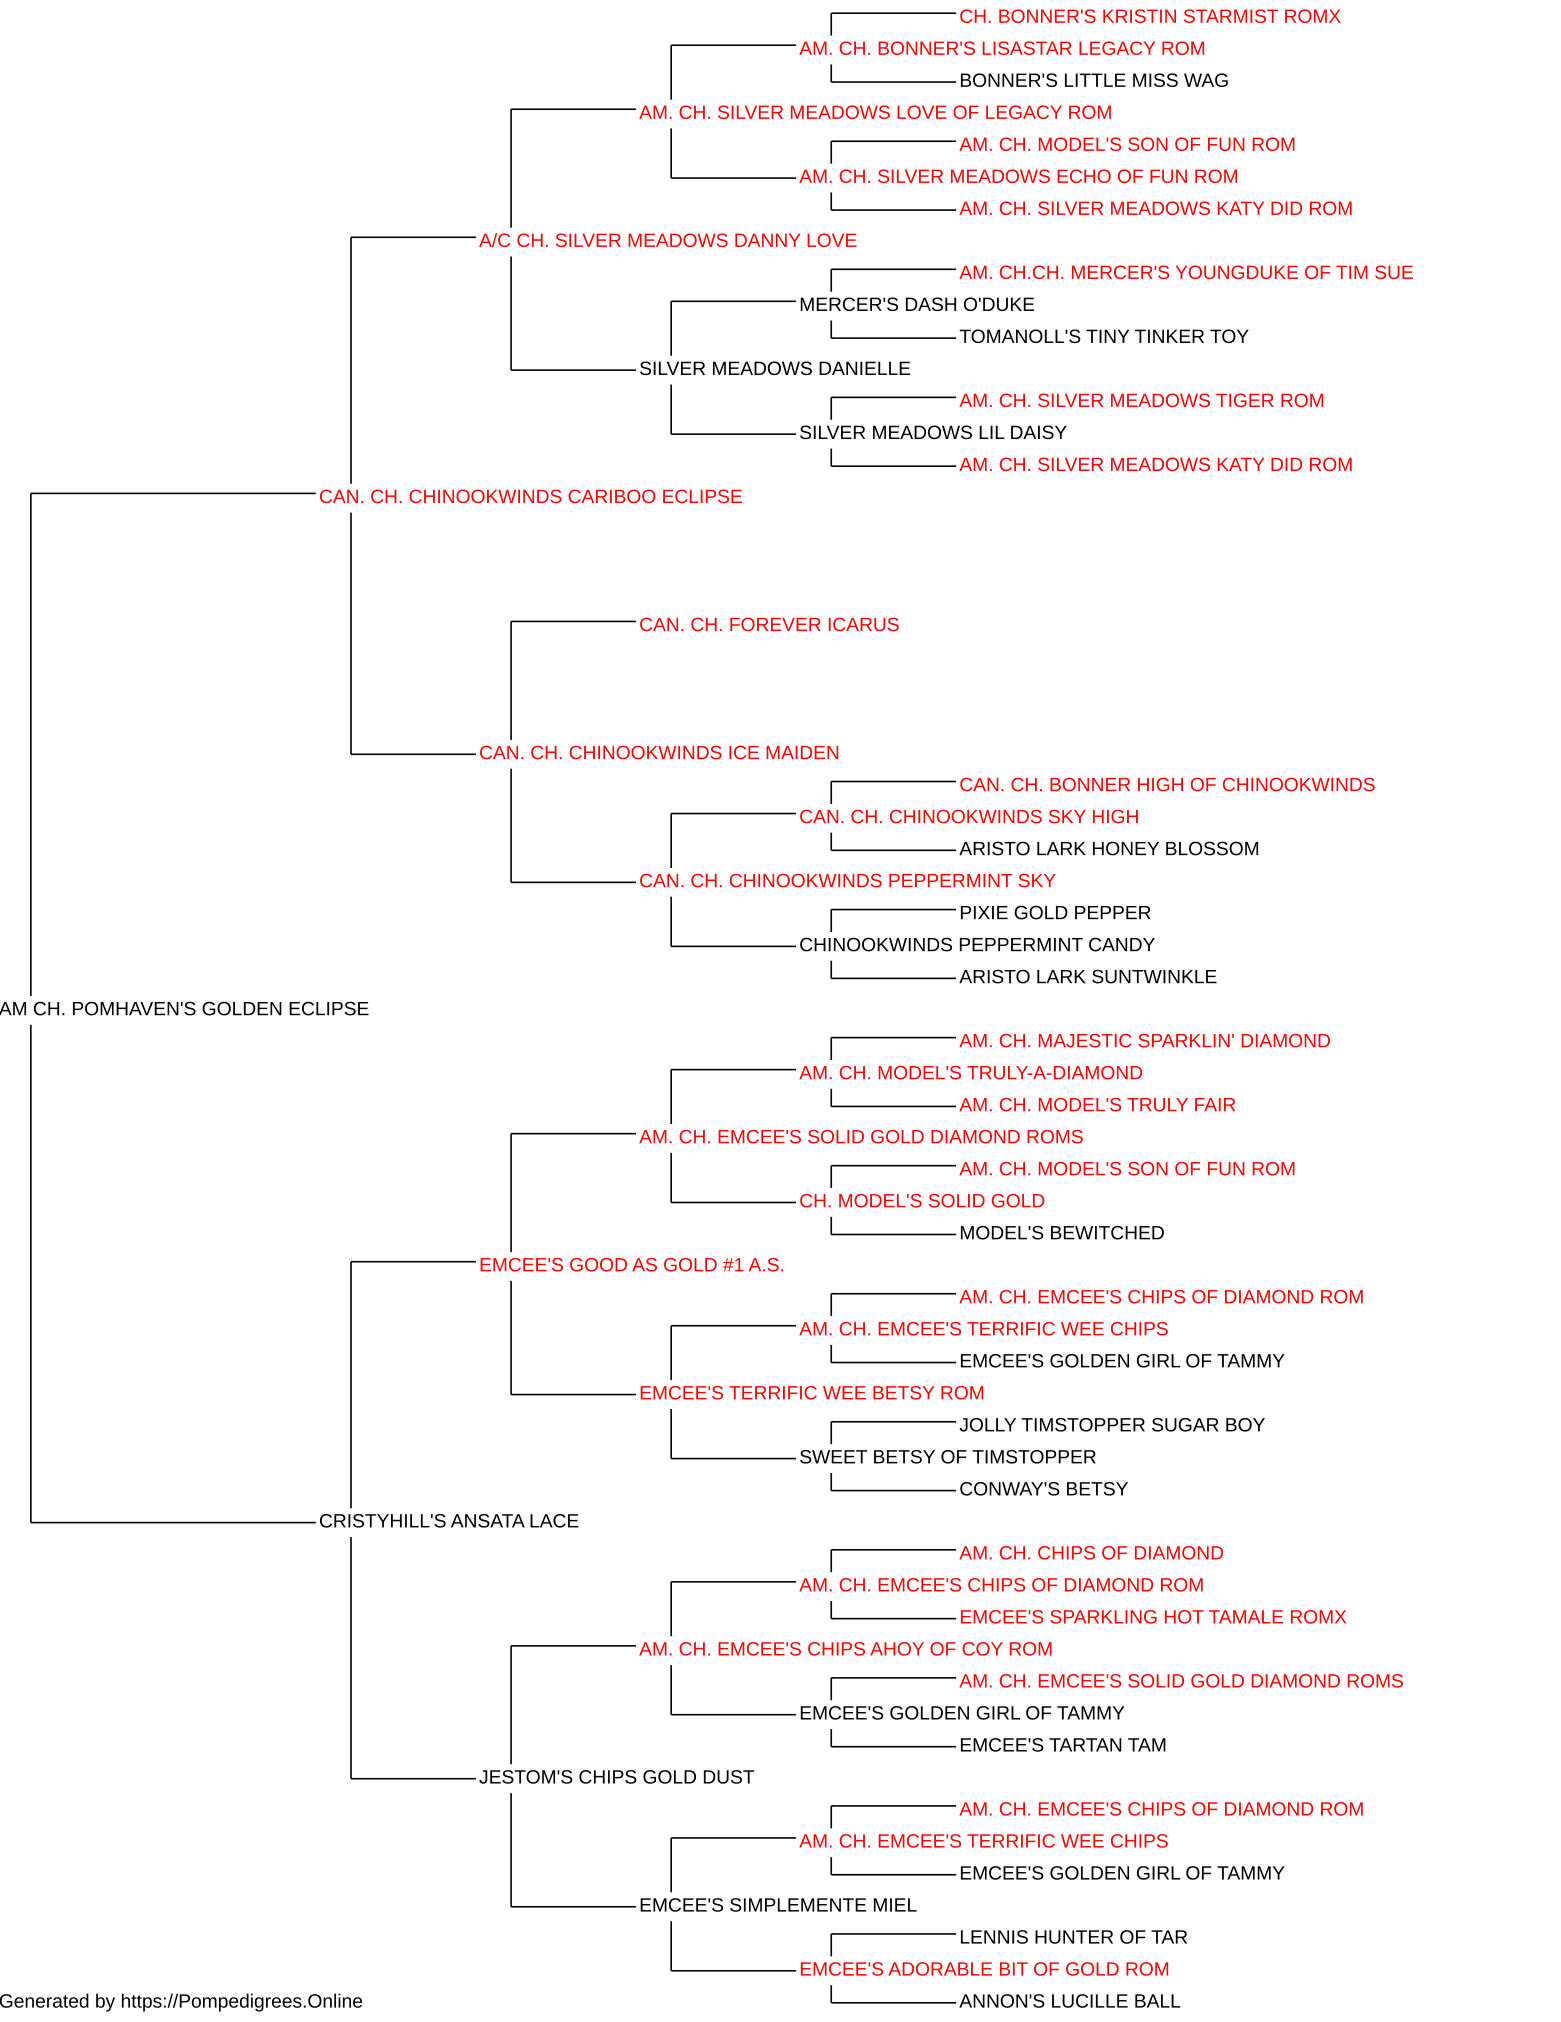 CH. BONNER'S KRISTIN STARMIST ROMX
AM. CH. BONNER'S LISASTAR LEGACY ROM
BONNER'S LITTLE MISS WAG
AM. CH. SILVER MEADOWS LOVE OF LEGACY ROM
AM. CH. MODEL'S SON OF FUN ROM
AM. CH. SILVER MEADOWS ECHO OF FUN ROM
AM. CH. SILVER MEADOWS KATY DID ROM
A/C CH. SILVER MEADOWS DANNY LOVE
AM. CH.CH. MERCER'S YOUNGDUKE OF TIM SUE
MERCER'S DASH O'DUKE
TOMANOLL'S TINY TINKER TOY
SILVER MEADOWS DANIELLE
AM. CH. SILVER MEADOWS TIGER ROM
SILVER MEADOWS LIL DAISY
AM. CH. SILVER MEADOWS KATY DID ROM
CAN. CH. CHINOOKWINDS CARIBOO ECLIPSE
CAN. CH. FOREVER ICARUS
CAN. CH. CHINOOKWINDS ICE MAIDEN
CAN. CH. BONNER HIGH OF CHINOOKWINDS
CAN. CH. CHINOOKWINDS SKY HIGH
ARISTO LARK HONEY BLOSSOM
CAN. CH. CHINOOKWINDS PEPPERMINT SKY
PIXIE GOLD PEPPER
CHINOOKWINDS PEPPERMINT CANDY
ARISTO LARK SUNTWINKLE
AM CH. POMHAVEN'S GOLDEN ECLIPSE
AM. CH. MAJESTIC SPARKLIN' DIAMOND
AM. CH. MODEL'S TRULY-A-DIAMOND
AM. CH. MODEL'S TRULY FAIR
AM. CH. EMCEE'S SOLID GOLD DIAMOND ROMS
AM. CH. MODEL'S SON OF FUN ROM
CH. MODEL'S SOLID GOLD
MODEL'S BEWITCHED
EMCEE'S GOOD AS GOLD #1 A.S.
AM. CH. EMCEE'S CHIPS OF DIAMOND ROM
AM. CH. EMCEE'S TERRIFIC WEE CHIPS
EMCEE'S GOLDEN GIRL OF TAMMY
EMCEE'S TERRIFIC WEE BETSY ROM
JOLLY TIMSTOPPER SUGAR BOY
SWEET BETSY OF TIMSTOPPER
CONWAY'S BETSY
CRISTYHILL'S ANSATA LACE
AM. CH. CHIPS OF DIAMOND
AM. CH. EMCEE'S CHIPS OF DIAMOND ROM
EMCEE'S SPARKLING HOT TAMALE ROMX
AM. CH. EMCEE'S CHIPS AHOY OF COY ROM
AM. CH. EMCEE'S SOLID GOLD DIAMOND ROMS
EMCEE'S GOLDEN GIRL OF TAMMY
EMCEE'S TARTAN TAM
JESTOM'S CHIPS GOLD DUST
AM. CH. EMCEE'S CHIPS OF DIAMOND ROM
AM. CH. EMCEE'S TERRIFIC WEE CHIPS
EMCEE'S GOLDEN GIRL OF TAMMY
EMCEE'S SIMPLEMENTE MIEL
LENNIS HUNTER OF TAR
EMCEE'S ADORABLE BIT OF GOLD ROM
ANNON'S LUCILLE BALL
Generated by https://Pompedigrees.Online